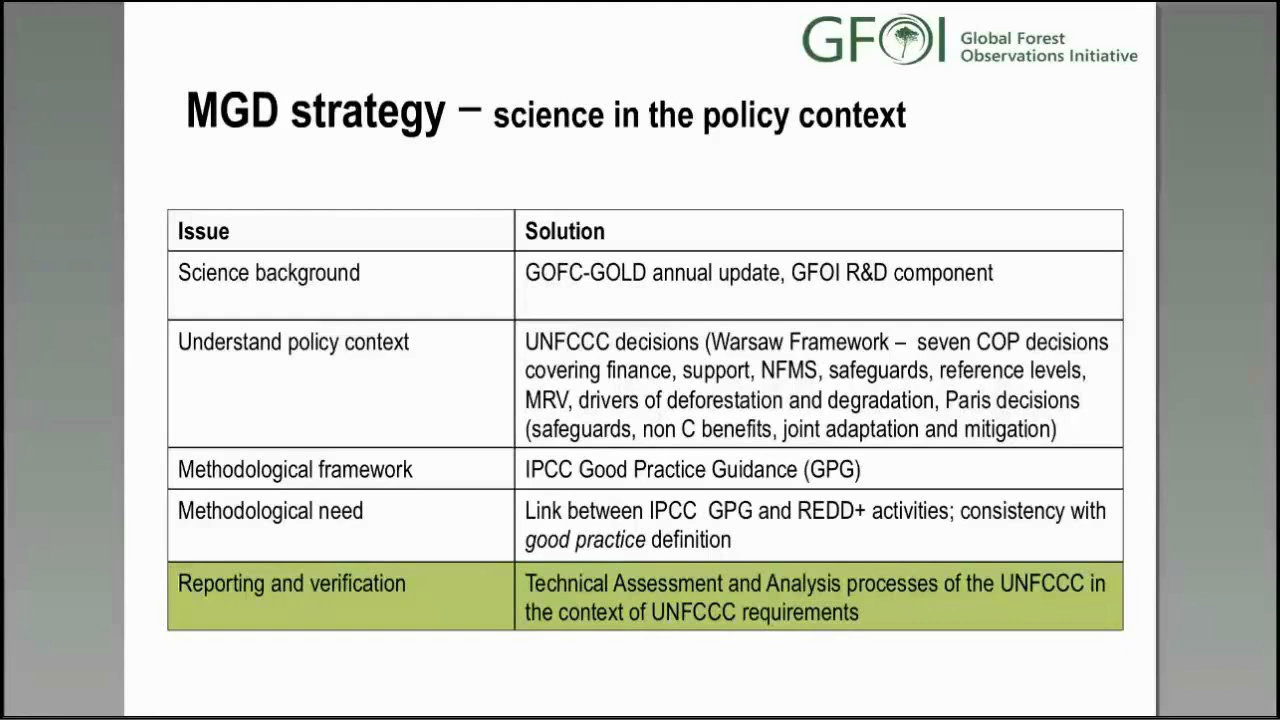 GFOI Global Forest
Observations Initiative
MGD strategy – science in the policy context
Issue
Solution
Science background
GOFC-GOLD annual update, GFOI R&D component
Understand policy context
UNFCCC decisions (Warsaw Framework – seven COP decisions
covering finance, support, NFMS, safeguards, reference levels,
MRV, drivers of deforestation and degradation, Paris decisions
(safeguards, non C benefits, joint adaptation and mitigation)
Methodological framework
IPCC Good Practice Guidance (GPG)
Methodological need
Link between IPCC GPG and REDD+ activities; consistency with
good practice definition
Reporting and verification
Technical Assessment and Analysis processes of the UNFCCC in
the context of UNFCCC requirements